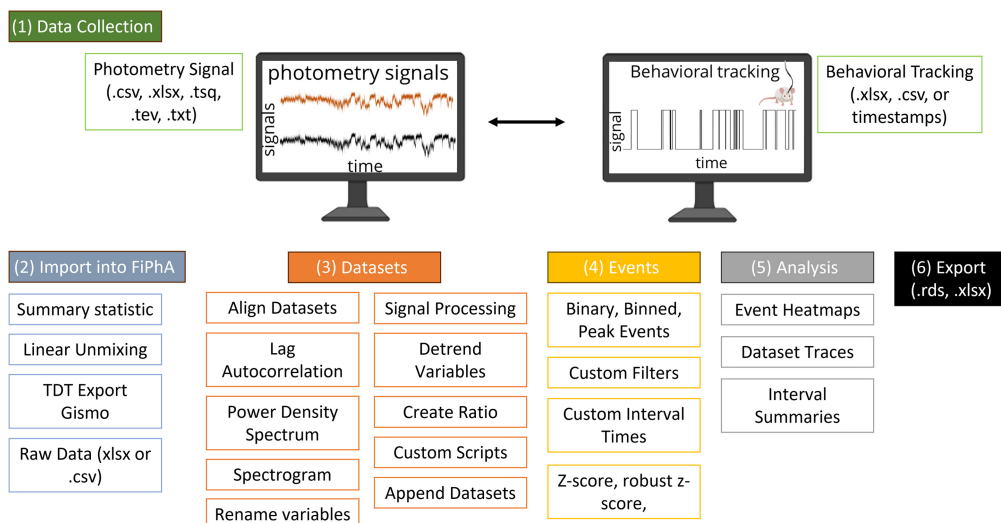 (1) Data Collection
Photometry Signal
(.csv, .xlsx, .tsq,
.tev, .txt)
photometry signals
signals
time
Behavioral tracking
signal
time
Behavioral Tracking
(.xlsx, .csv, or
timestamps)
(2) Import into FiPhA
Summary statistic
Linear Unmixing
TDT Export
Gismo
Raw Data (xlsx or
.csv)
(3) Datasets
Align Datasets
Lag
Autocorrelation
Power Density
Spectrum
Spectrogram
Rename variables
Signal Processing
Detrend
Variables
Create Ratio
Custom Scripts
Append Datasets
(4) Events
Binary, Binned,
Peak Events
Custom Filters
Custom Interval
Times
Z-score, robust z-
score,
(5) Analysis
Event Heatmaps
Dataset Traces
Interval
Summaries
(6) Export
(.rds, .xlsx)